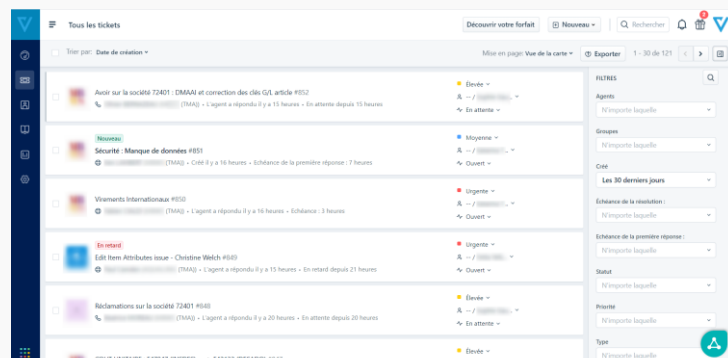 Tous les tickets
Découvrir votre forfait
Nouveau
Rechercher
3
Trier par: Date de création
Mise en page: Vue de la carte
Exporter
1 - 30 de 121
Avoir sur la société 72401 : DMAAI et correction des clés G/L article #852
(TMA)) • L'agent a répondu il y a 15 heures • En attente depuis 15 heures
Élevée
-- /
En attente
Nouveau
Sécurité : Manque de données #851
(TMA)) • Créé il y a 16 heures • Echéance de la première réponse : 7 heures
Moyenne
-- /
Ouvert
Virements Internationaux #850
(TMA)) • L'agent a répondu il y a 16 heures • Echéance : 3 heures
Urgente
-- /
Ouvert
En retard
Edit Item Attributes issue - Christine Welch #849
(TMA)) • L'agent a répondu il y a 15 heures • En retard depuis 21 heures
Urgente
-- /
Ouvert
Réclamations sur la société 72401 #848
(TMA)) • L'agent a répondu il y a 20 heures • En attente depuis 20 heures
Élevée
-- /
En attente
Élevée
FILTRES
Agents
N'importe laquelle
Groupes
N'importe laquelle
Créé
Les 30 derniers jours
Échéance de la résolution :
N'importe laquelle
Echéance de la première réponse :
N'importe laquelle
Statut
N'importe laquelle
Priorité
N'importe laquelle
Type
N'importe laquelle